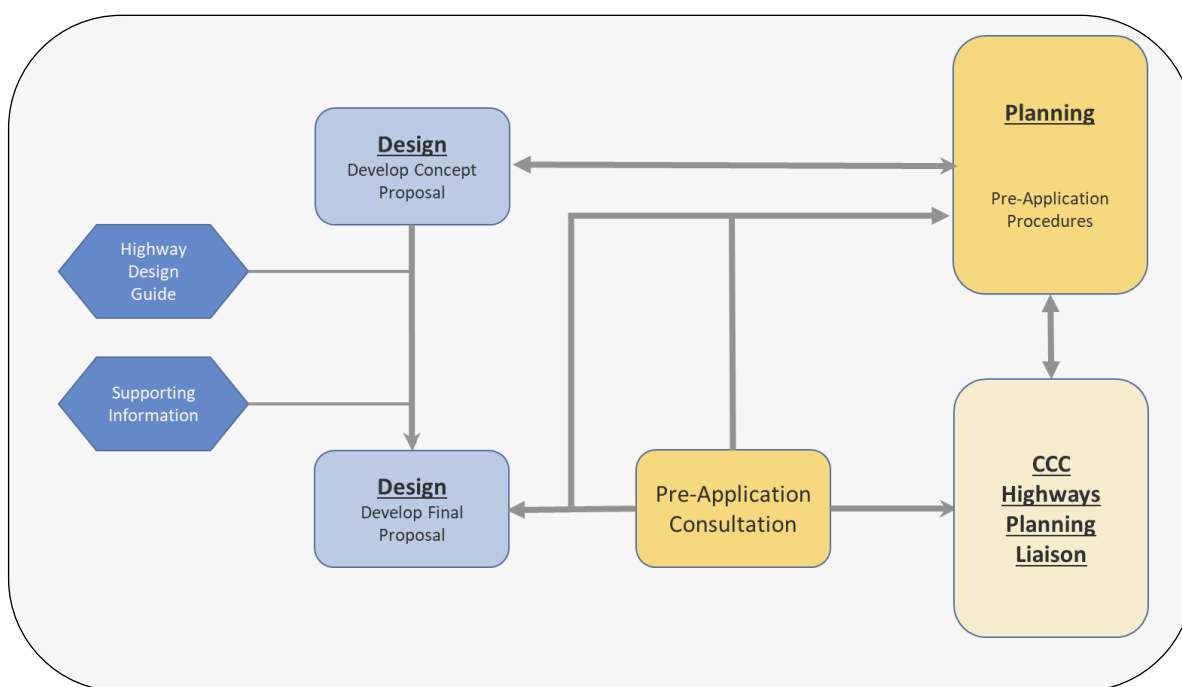 Planning
Pre-Application
Procedures
Design
Develop Concept
Proposal
Highway
Design
Guide
Supporting
Information
Design
Develop Final
Proposal
Pre-Application
Consultation
CCC
Highways
Planning
Liaison